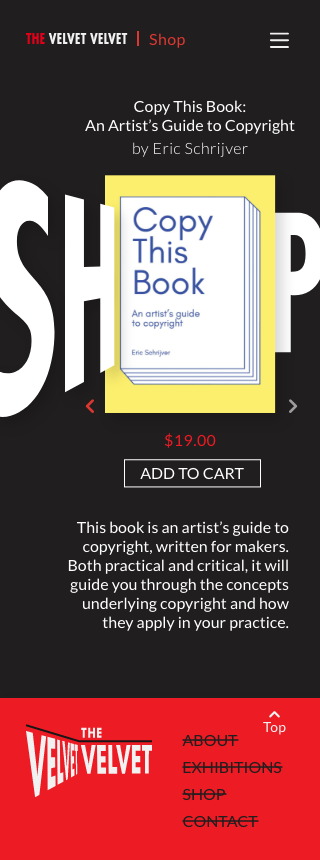 THE VELVET VELVET | Shop
Copy This Book:
An Artist's Guide to Copyright
by Eric Schrijver
SHOP
Copy
This
Book
An artist's guide
to copyright
Eric Schrijver
$19.00
ADD TO CART
This book is an artist's guide to
copyright, written for makers.
Both practical and critical, it will
guide you through the concepts
underlying copyright and how
they apply in your practice.
Top
THE
VELVET VELVET
ABOUT
EXHIBITIONS
SHOP
CONTACT